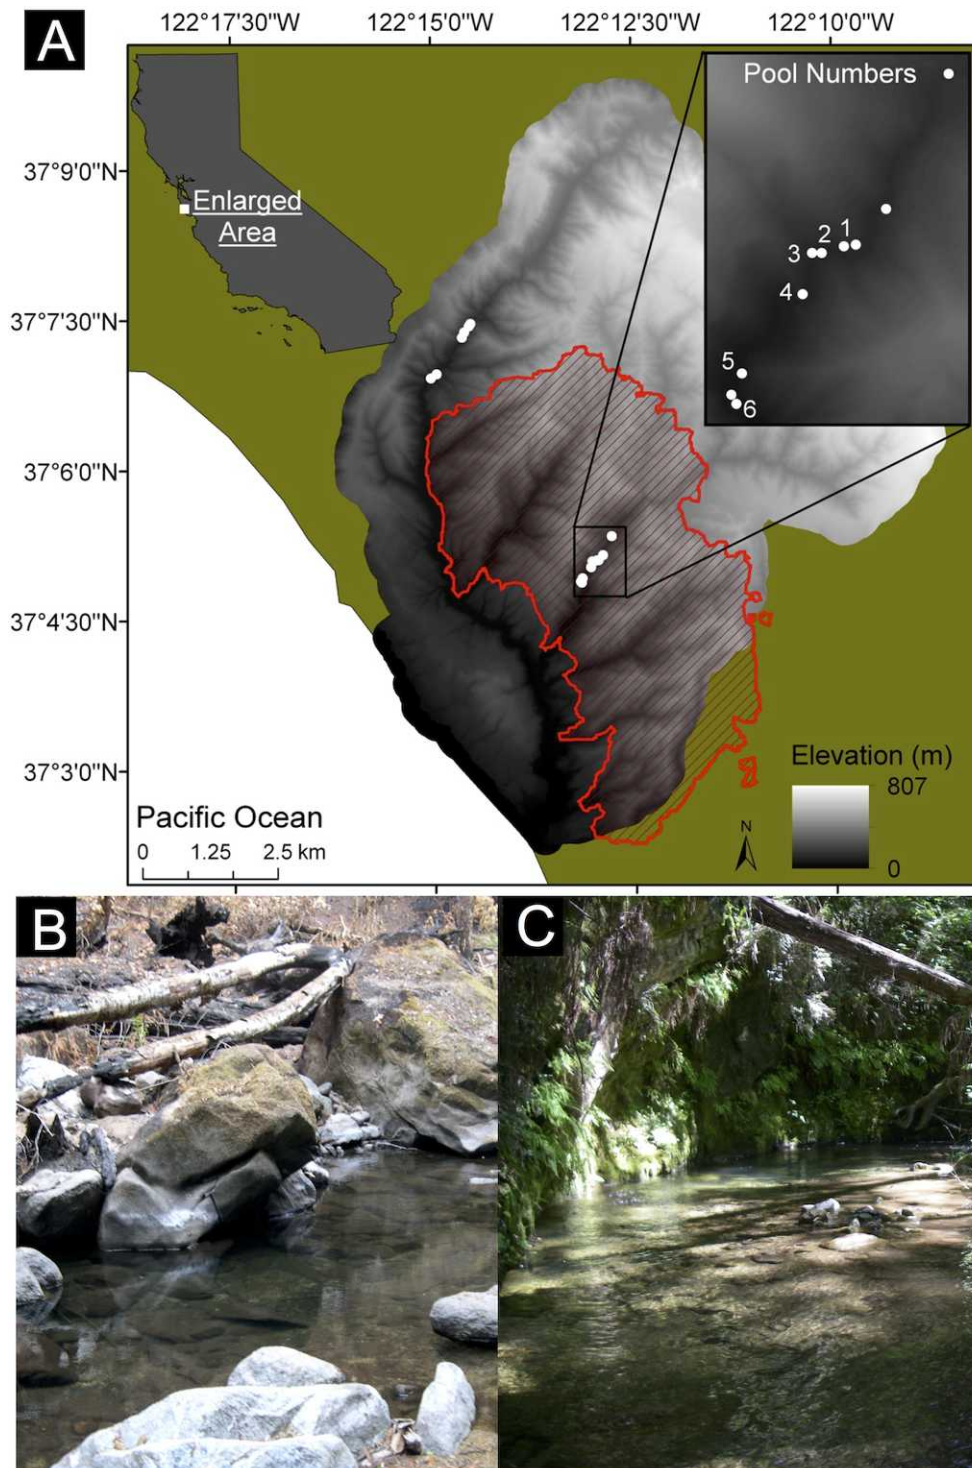 A
122°17'30"W
122°15'0"W
122°12'30"W
122°10'0"W
Pool Numbers
37°9'0"N
Enlarged
Area
1
2
3
4
5
6
37°7'30"N
37°6'0"N
37°4'30"N
37°3'0"N
Elevation (m)
807
0
N
Pacific Ocean
0 1.25 2.5 km
B
C